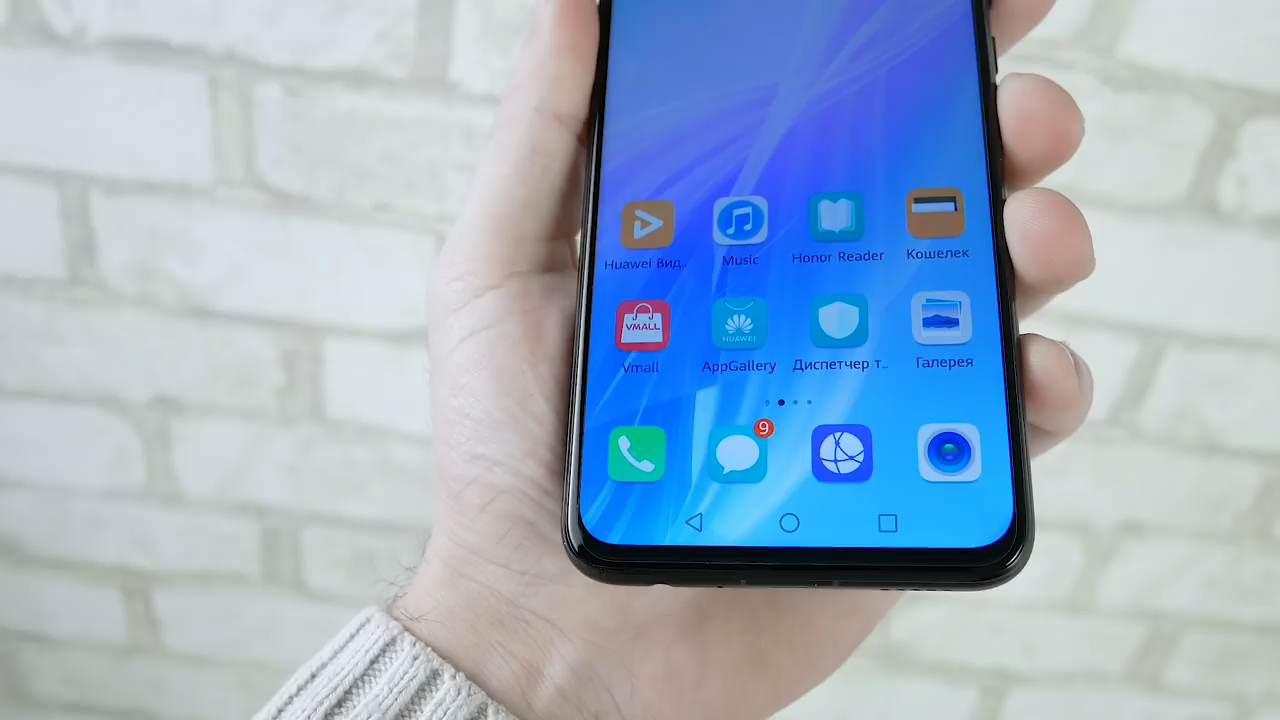 Huawei Вид..
Music
Honor Reader
Кошелек
VMALL
HUAWEI
Vmall
AppGallery
Диспетчер т..
Галерея
9